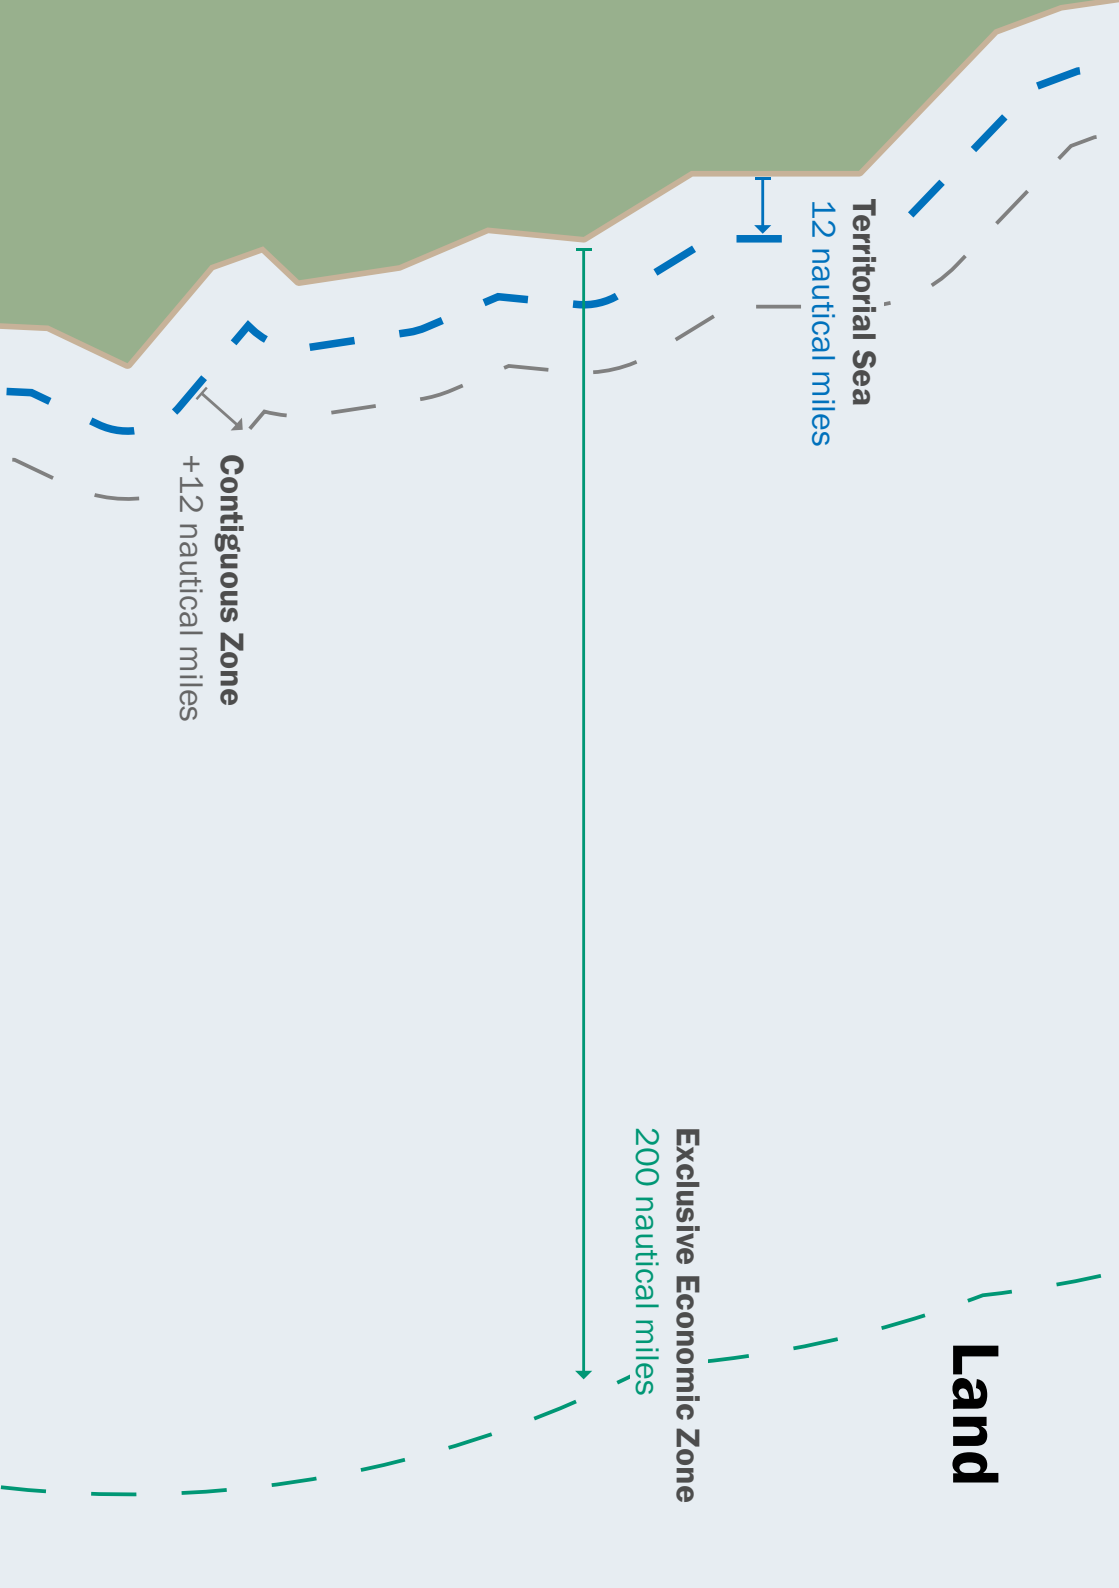 Land
Territorial Sea
12 nautical miles
Exclusive Economic Zone
200 nautical miles
Contiguous Zone
+12 nautical miles